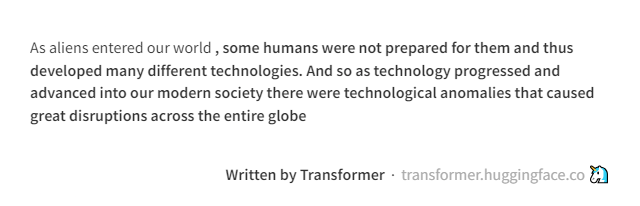 As aliens entered our world , some humans were not prepared for them and thus
developed many different technologies. And so as technology progressed and
advanced into our modern society there were technological anomalies that caused
great disruptions across the entire globe
Written by Transformer · transformer.huggingface.co